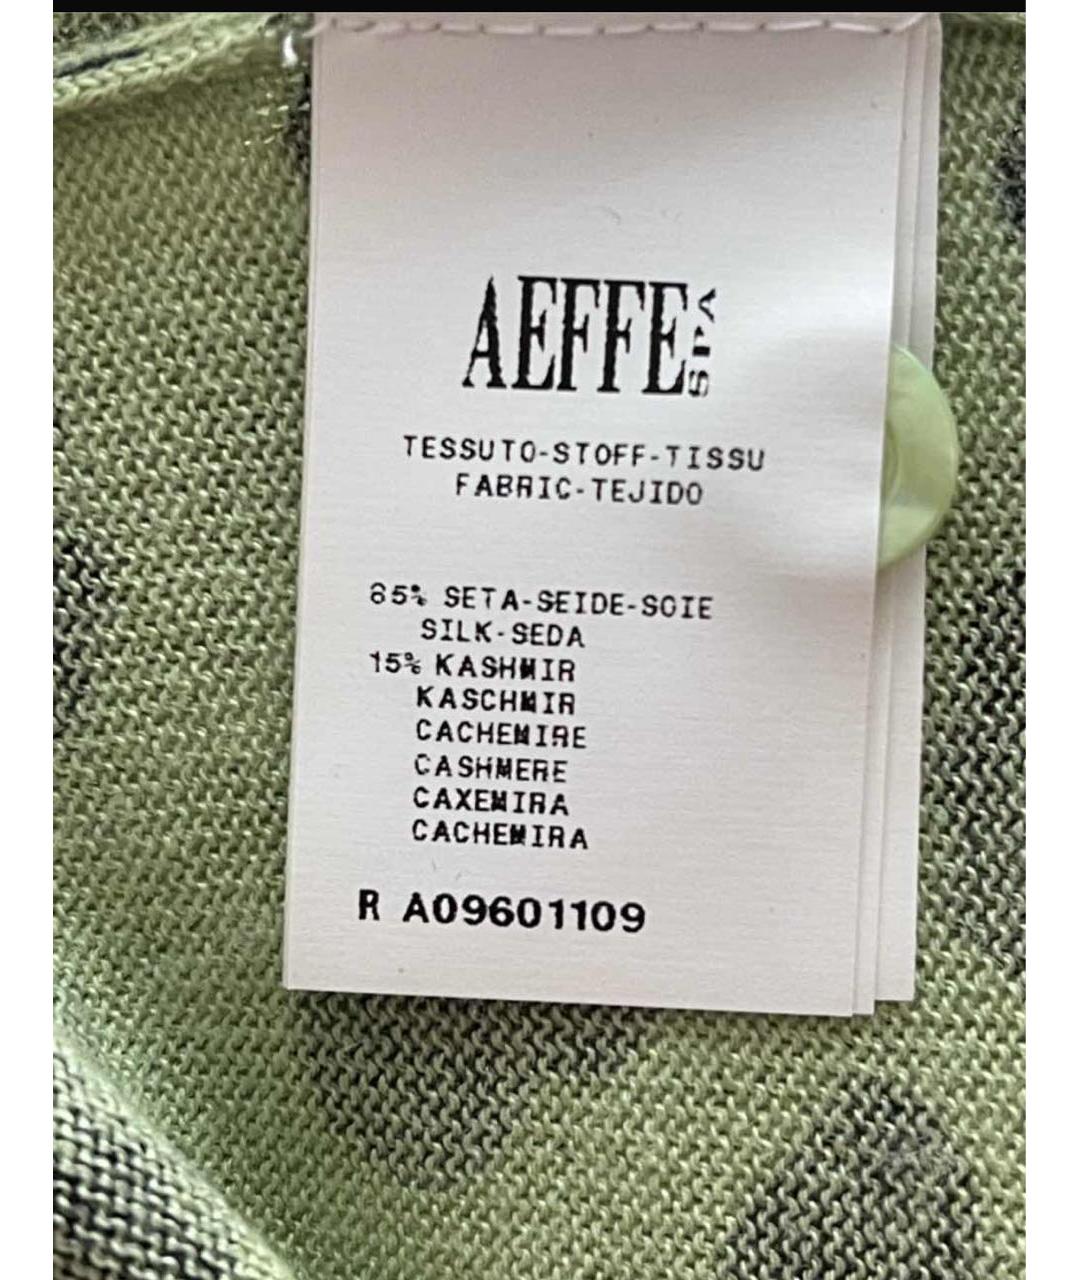 AEFFE SPA
TESSUTO-STOFF-TISSU
FABRIC-TEJIDO
85% SETA-SEIDE-SOIE
SILK-SEDA
15% KASHMIR
KASCHMIR
CACHEMIRE
CASHMERE
CAXEMIRA
CACHEMIRA
R A09601109